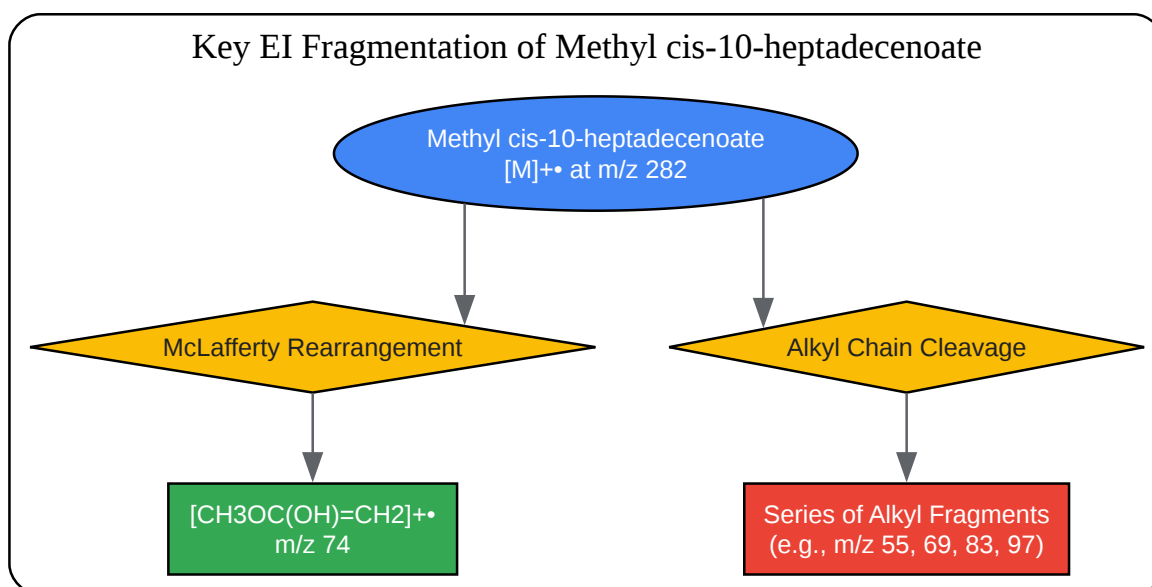 Key EI Fragmentation of Methyl cis-10-heptadecenoate
Methyl cis-10-heptadecenoate
[M]+• at m/z 282
McLafferty Rearrangement
Alkyl Chain Cleavage
[CH3OC(OH)=CH2]+•
m/z 74
Series of Alkyl Fragments
(e.g., m/z 55, 69, 83, 97)